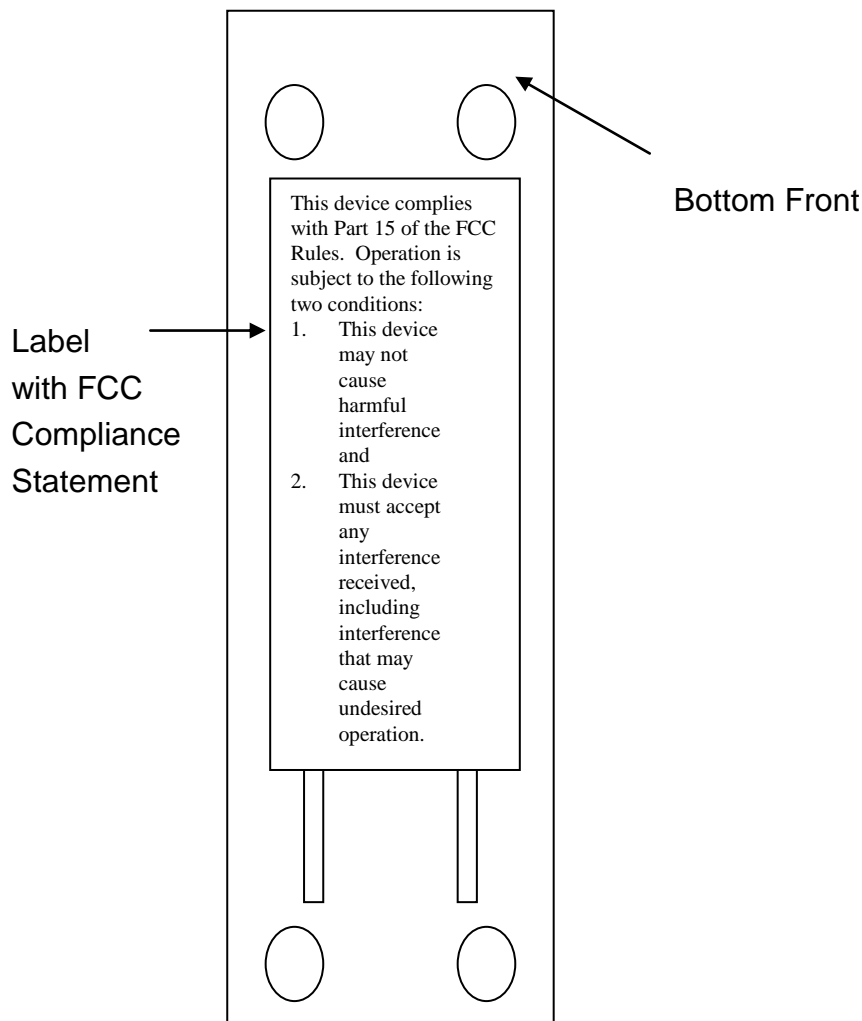 Bottom Front
Label
with FCC
Compliance
Statement
This device complies
with Part 15 of the FCC
Rules.  Operation is
subject to the following
two conditions:
1. This device
may not
cause
harmful
interference
and
2. This device
must accept
any
interference
received,
including
interference
that may
cause
undesired
operation.